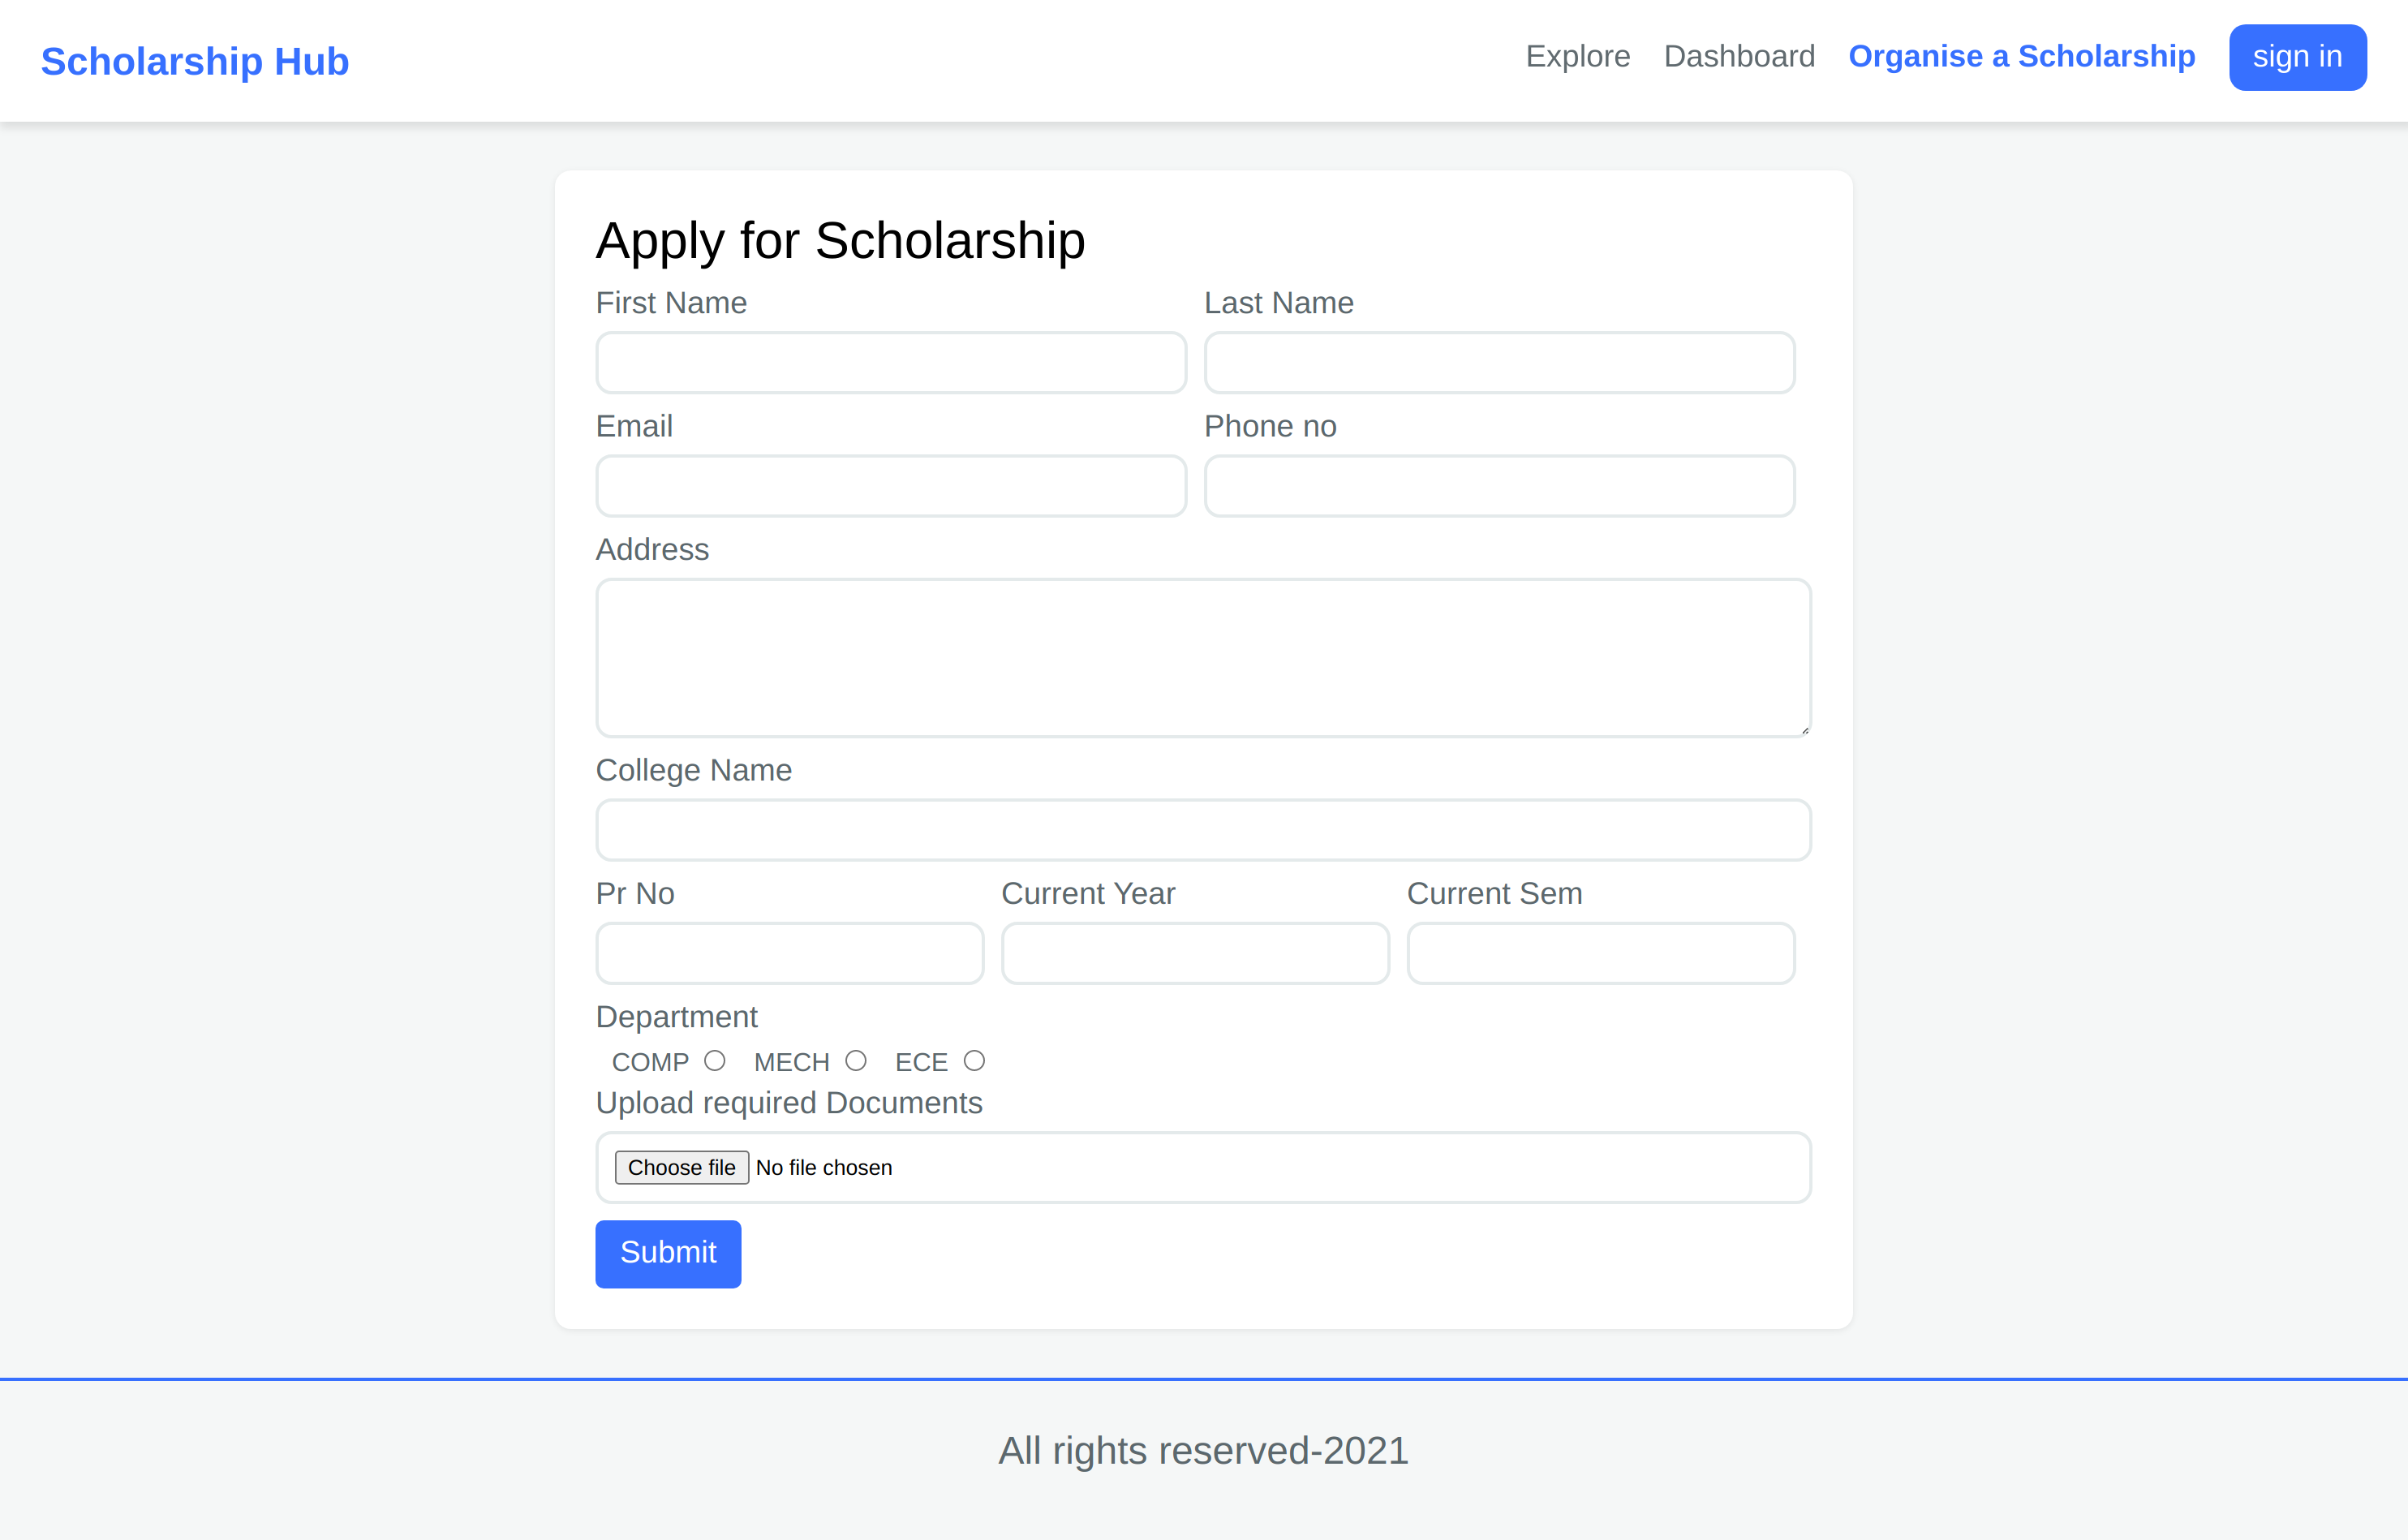 Scholarship Hub Explore Dashboard Organise a Scholarship sign in
Apply for Scholarship
First Name Last Name
Email Phone no
Address
College Name
Pr No Current Year Current Sem
Department
COMP MECH ECE
Upload required Documents
Choose file No file chosen
Submit
All rights reserved-2021